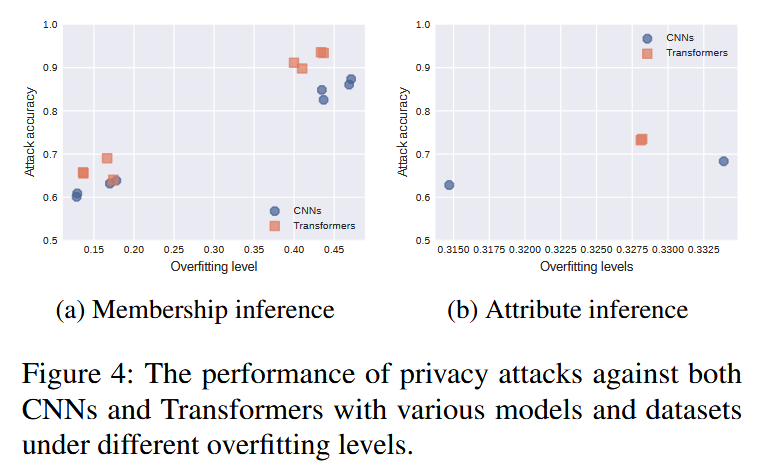 1.0
0.9
0.8
0.7
0.6
0.5
Attack accuracy
CNNs
Transformers
0.15 0.20 0.25 0.30 0.35 0.40 0.45
Overfitting level
(a) Membership inference
1.0
0.9
0.8
0.7
0.6
0.5
Attack accuracy
CNNs
Transformers
0.3150 0.3175 0.3200 0.3225 0.3250 0.3275 0.3300 0.3325
Overfitting levels
(b) Attribute inference
Figure 4: The performance of privacy attacks against both
CNNs and Transformers with various models and datasets
under different overfitting levels.